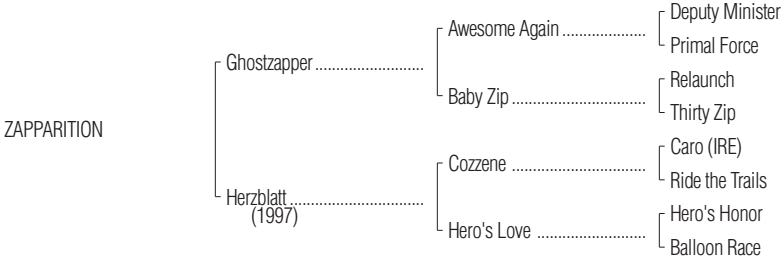 Deputy Minister
Awesome Again ....................
Primal Force
Ghostzapper ..........................
Relaunch
Baby Zip ................................
Thirty Zip
ZAPPARITION
Caro (IRE)
Cozzene ................................
Ride the Trails
Herzblatt ................................
(1997)
Hero's Honor
Hero's Love ..........................
Balloon Race